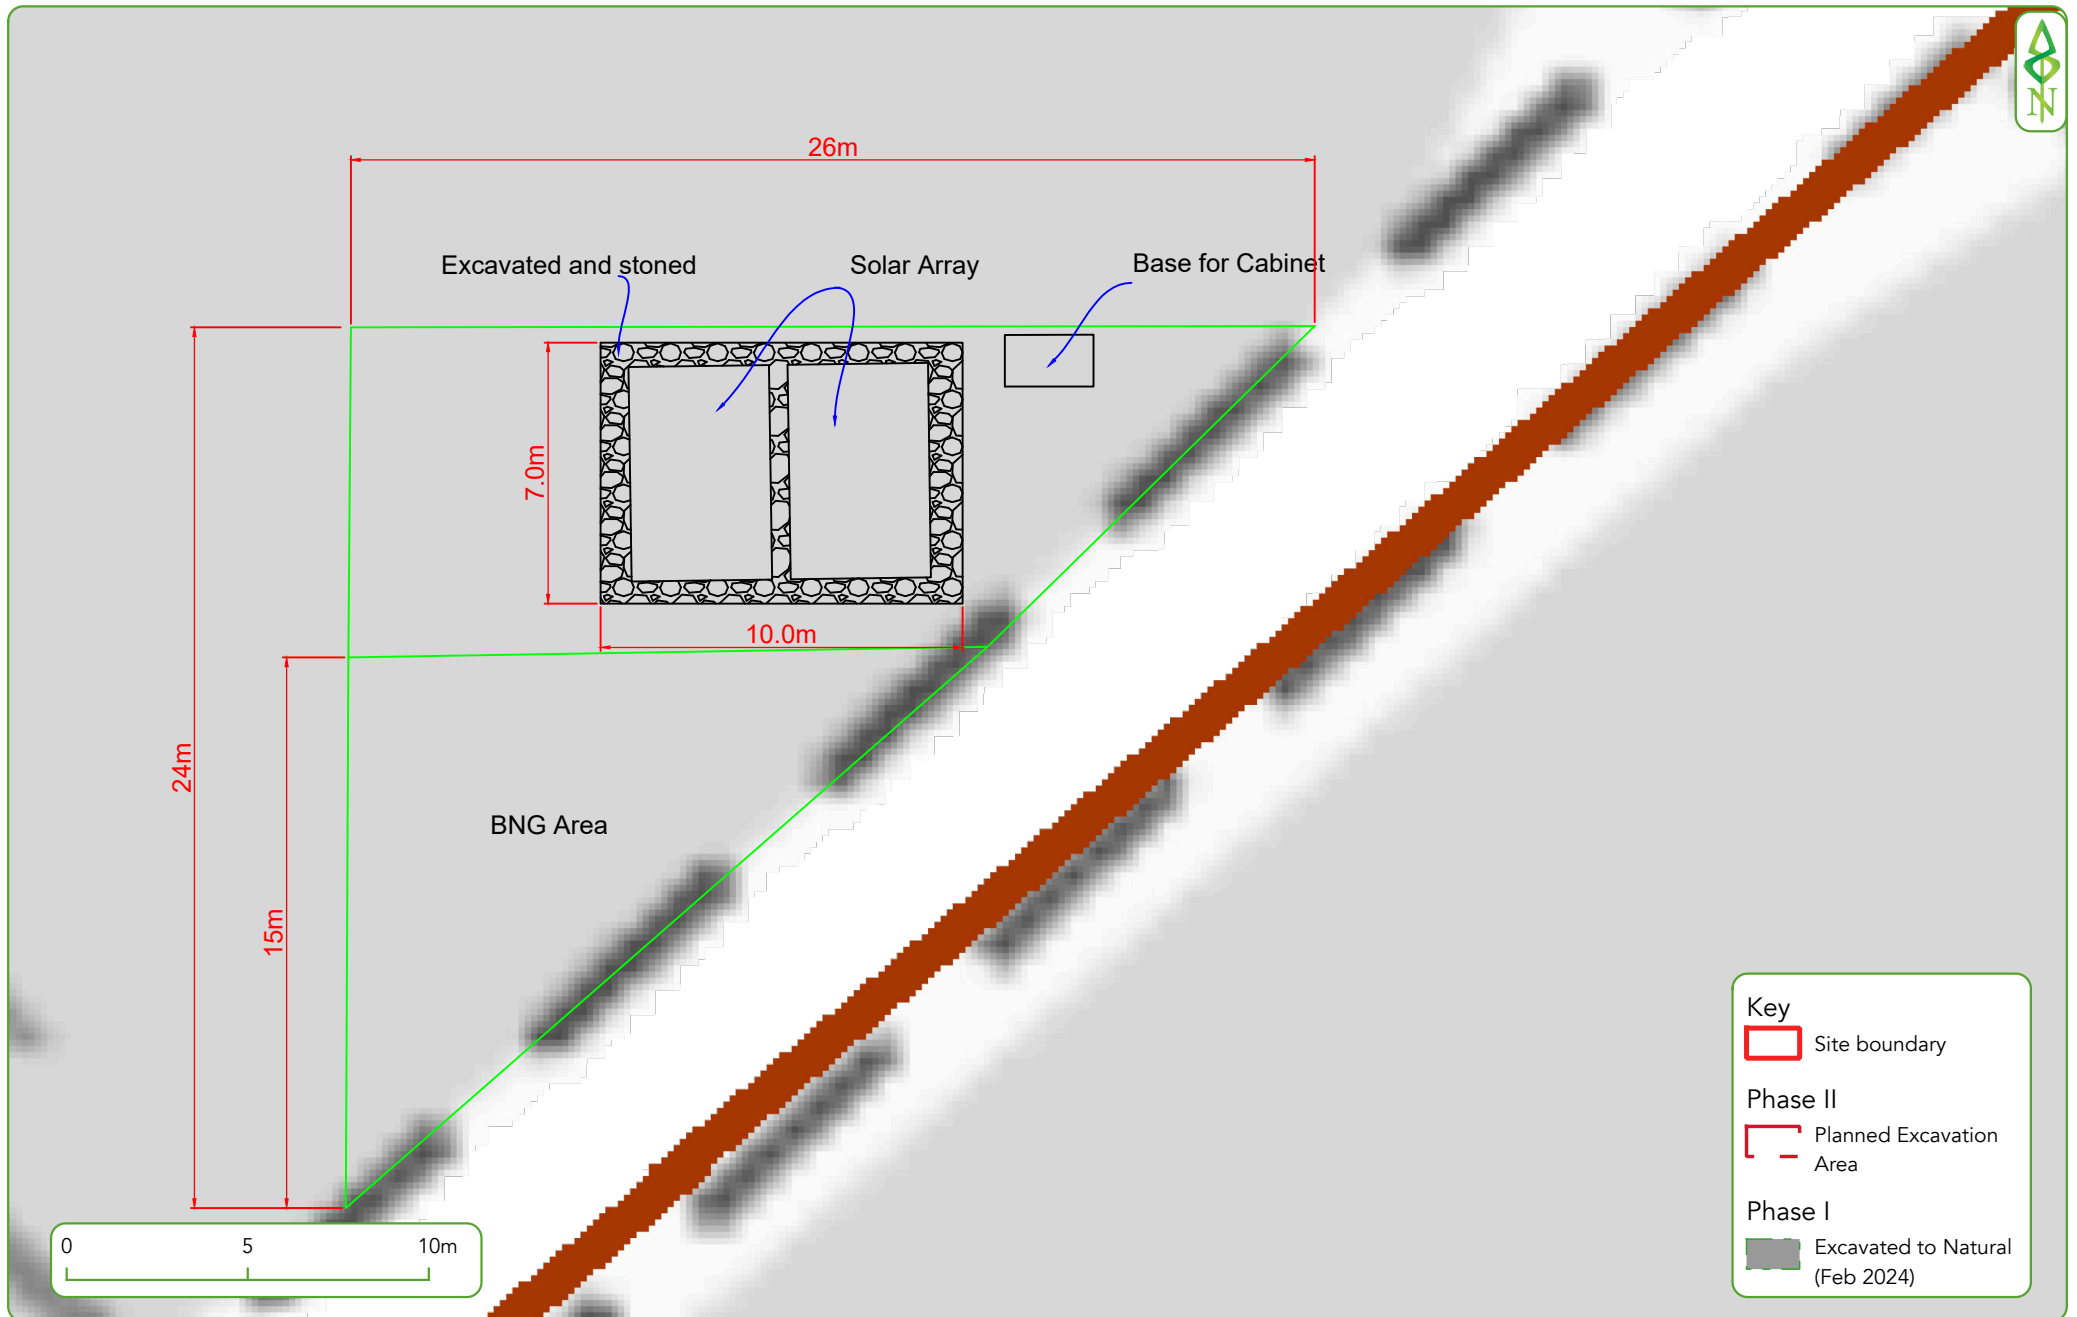 N
26m
Excavated and stoned
Solar Array
Base for Cabinet
7.0m
10.0m
24m
15m
BNG Area
0 5 10m
Key
Site boundary
Phase II
Planned Excavation
Area
Phase I
Excavated to Natural
(Feb 2024)